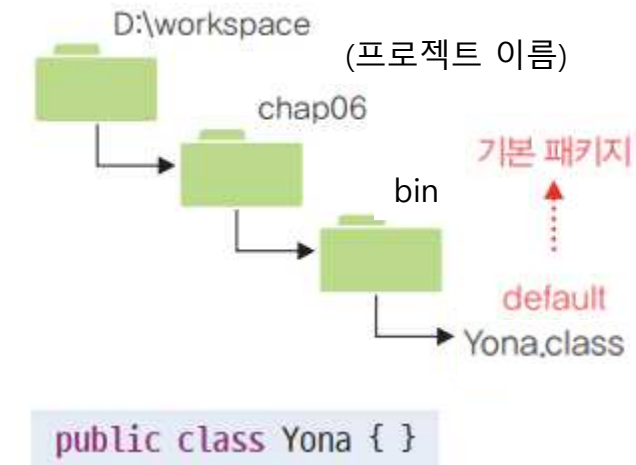 D:\workspace
(프로젝트 이름)
chap06
기본 패키지
bin
default
Yona.class
public class Yona { }